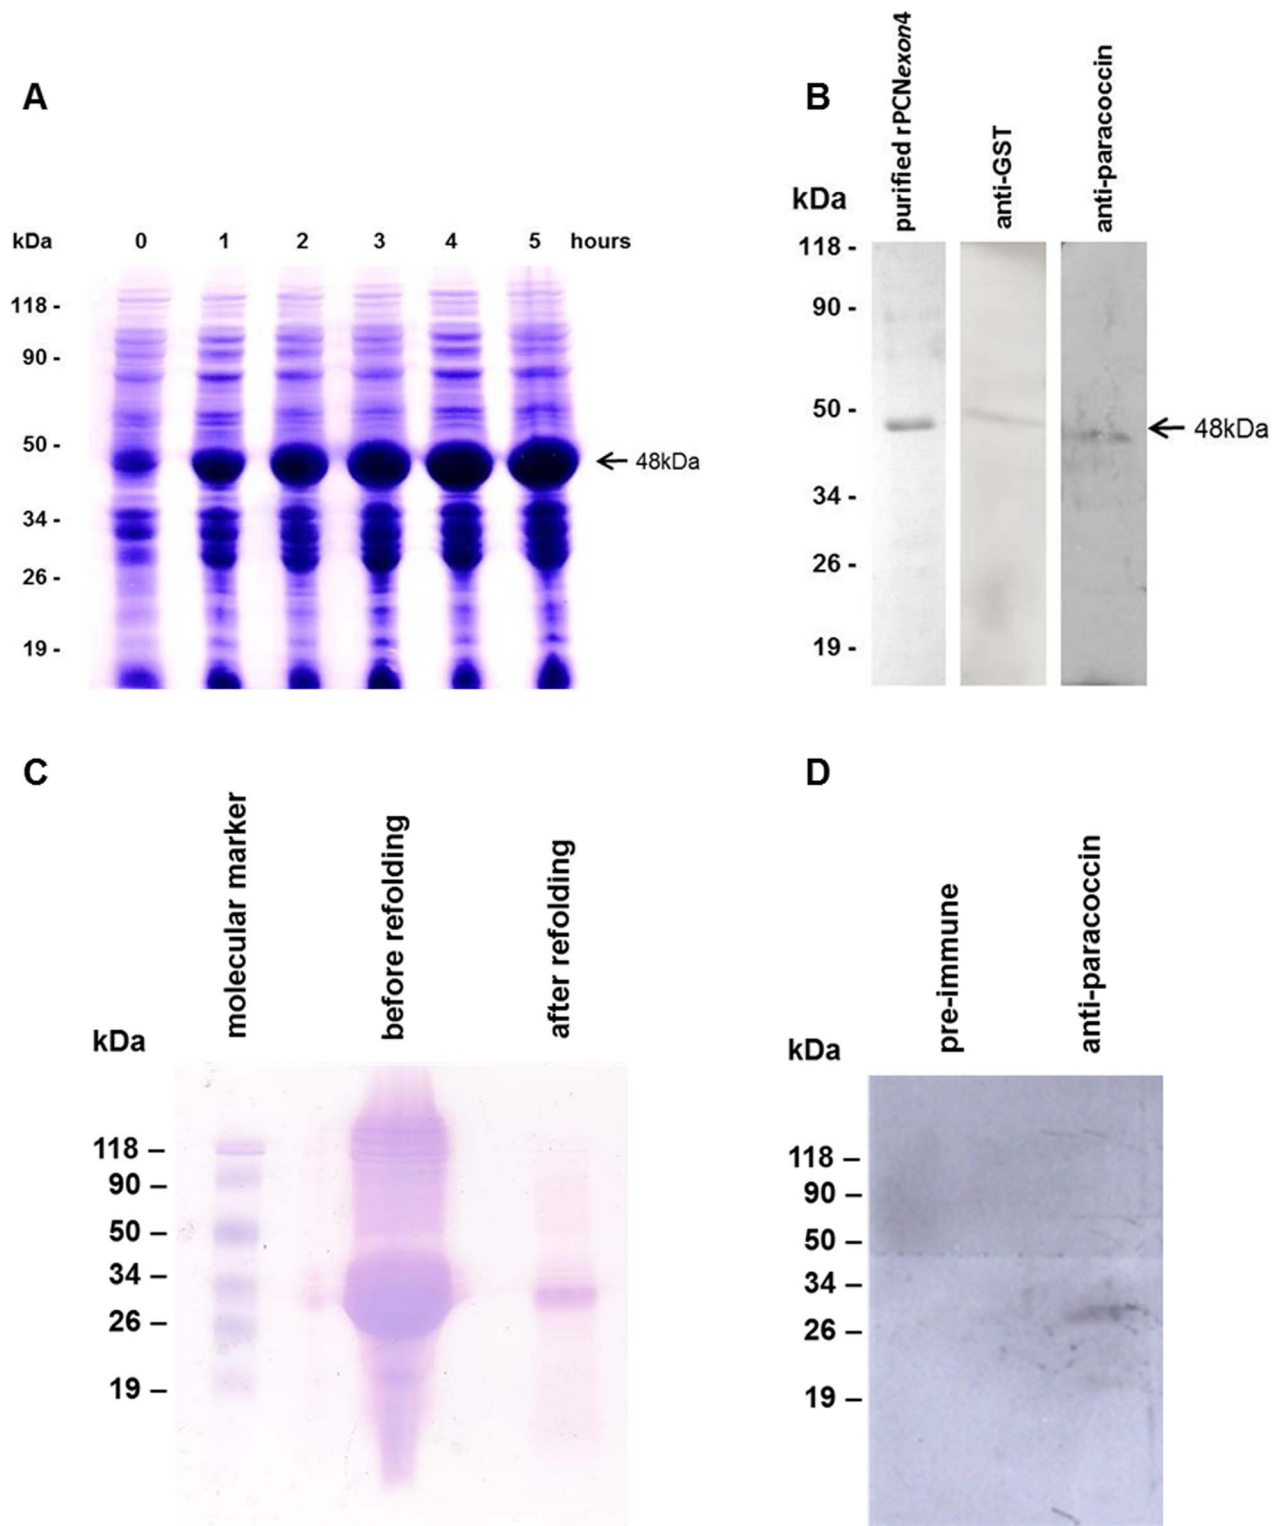 A
kDa 0 1 2 3 4 5 hours
118 -
90 -
50 -
48kDa
34 -
26 -
19 -
B
purified rPCNexon4
anti-GST
anti-paracoccin
kDa
118 -
90 -
50 -
48kDa
34 -
26 -
19 -
C
molecular marker
before refolding
after refolding
kDa
118 –
90 –
50 –
34 –
26 –
19 –
D
pre-immune
anti-paracoccin
kDa
118 –
90 –
50 –
34 –
26 –
19 –